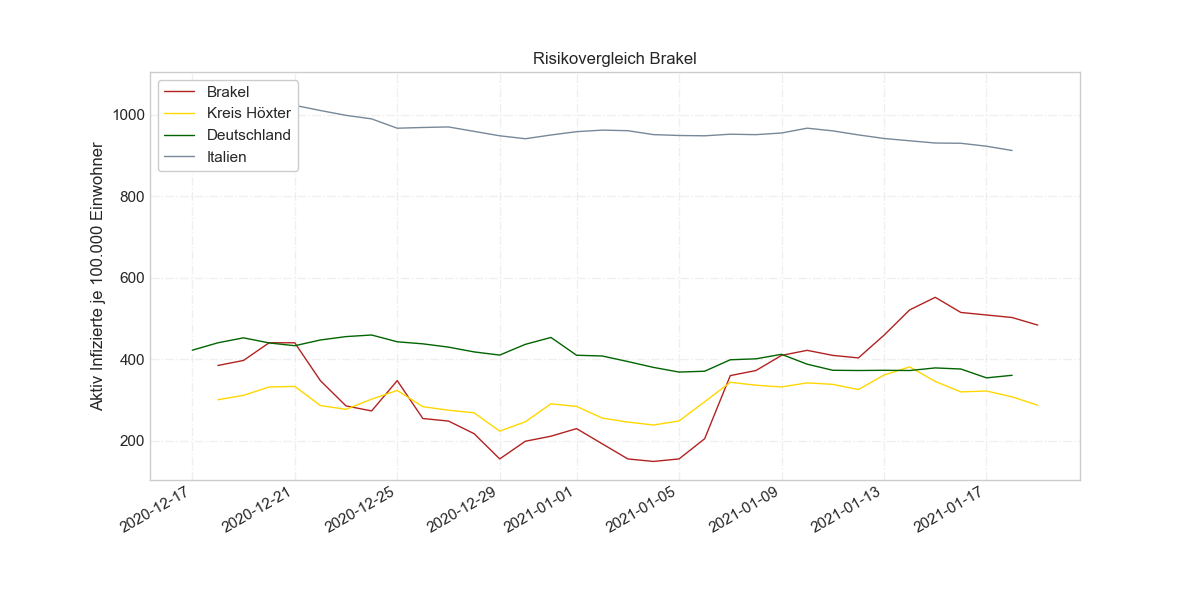 Risikovergleich Brakel
Brakel
Kreis Höxter
Deutschland
Italien
Aktiv Infizierte je 100.000 Einwohner
1000
800
600
400
200
2020-12-17
2020-12-21
2020-12-25
2020-12-29
2021-01-01
2021-01-05
2021-01-09
2021-01-13
2021-01-17